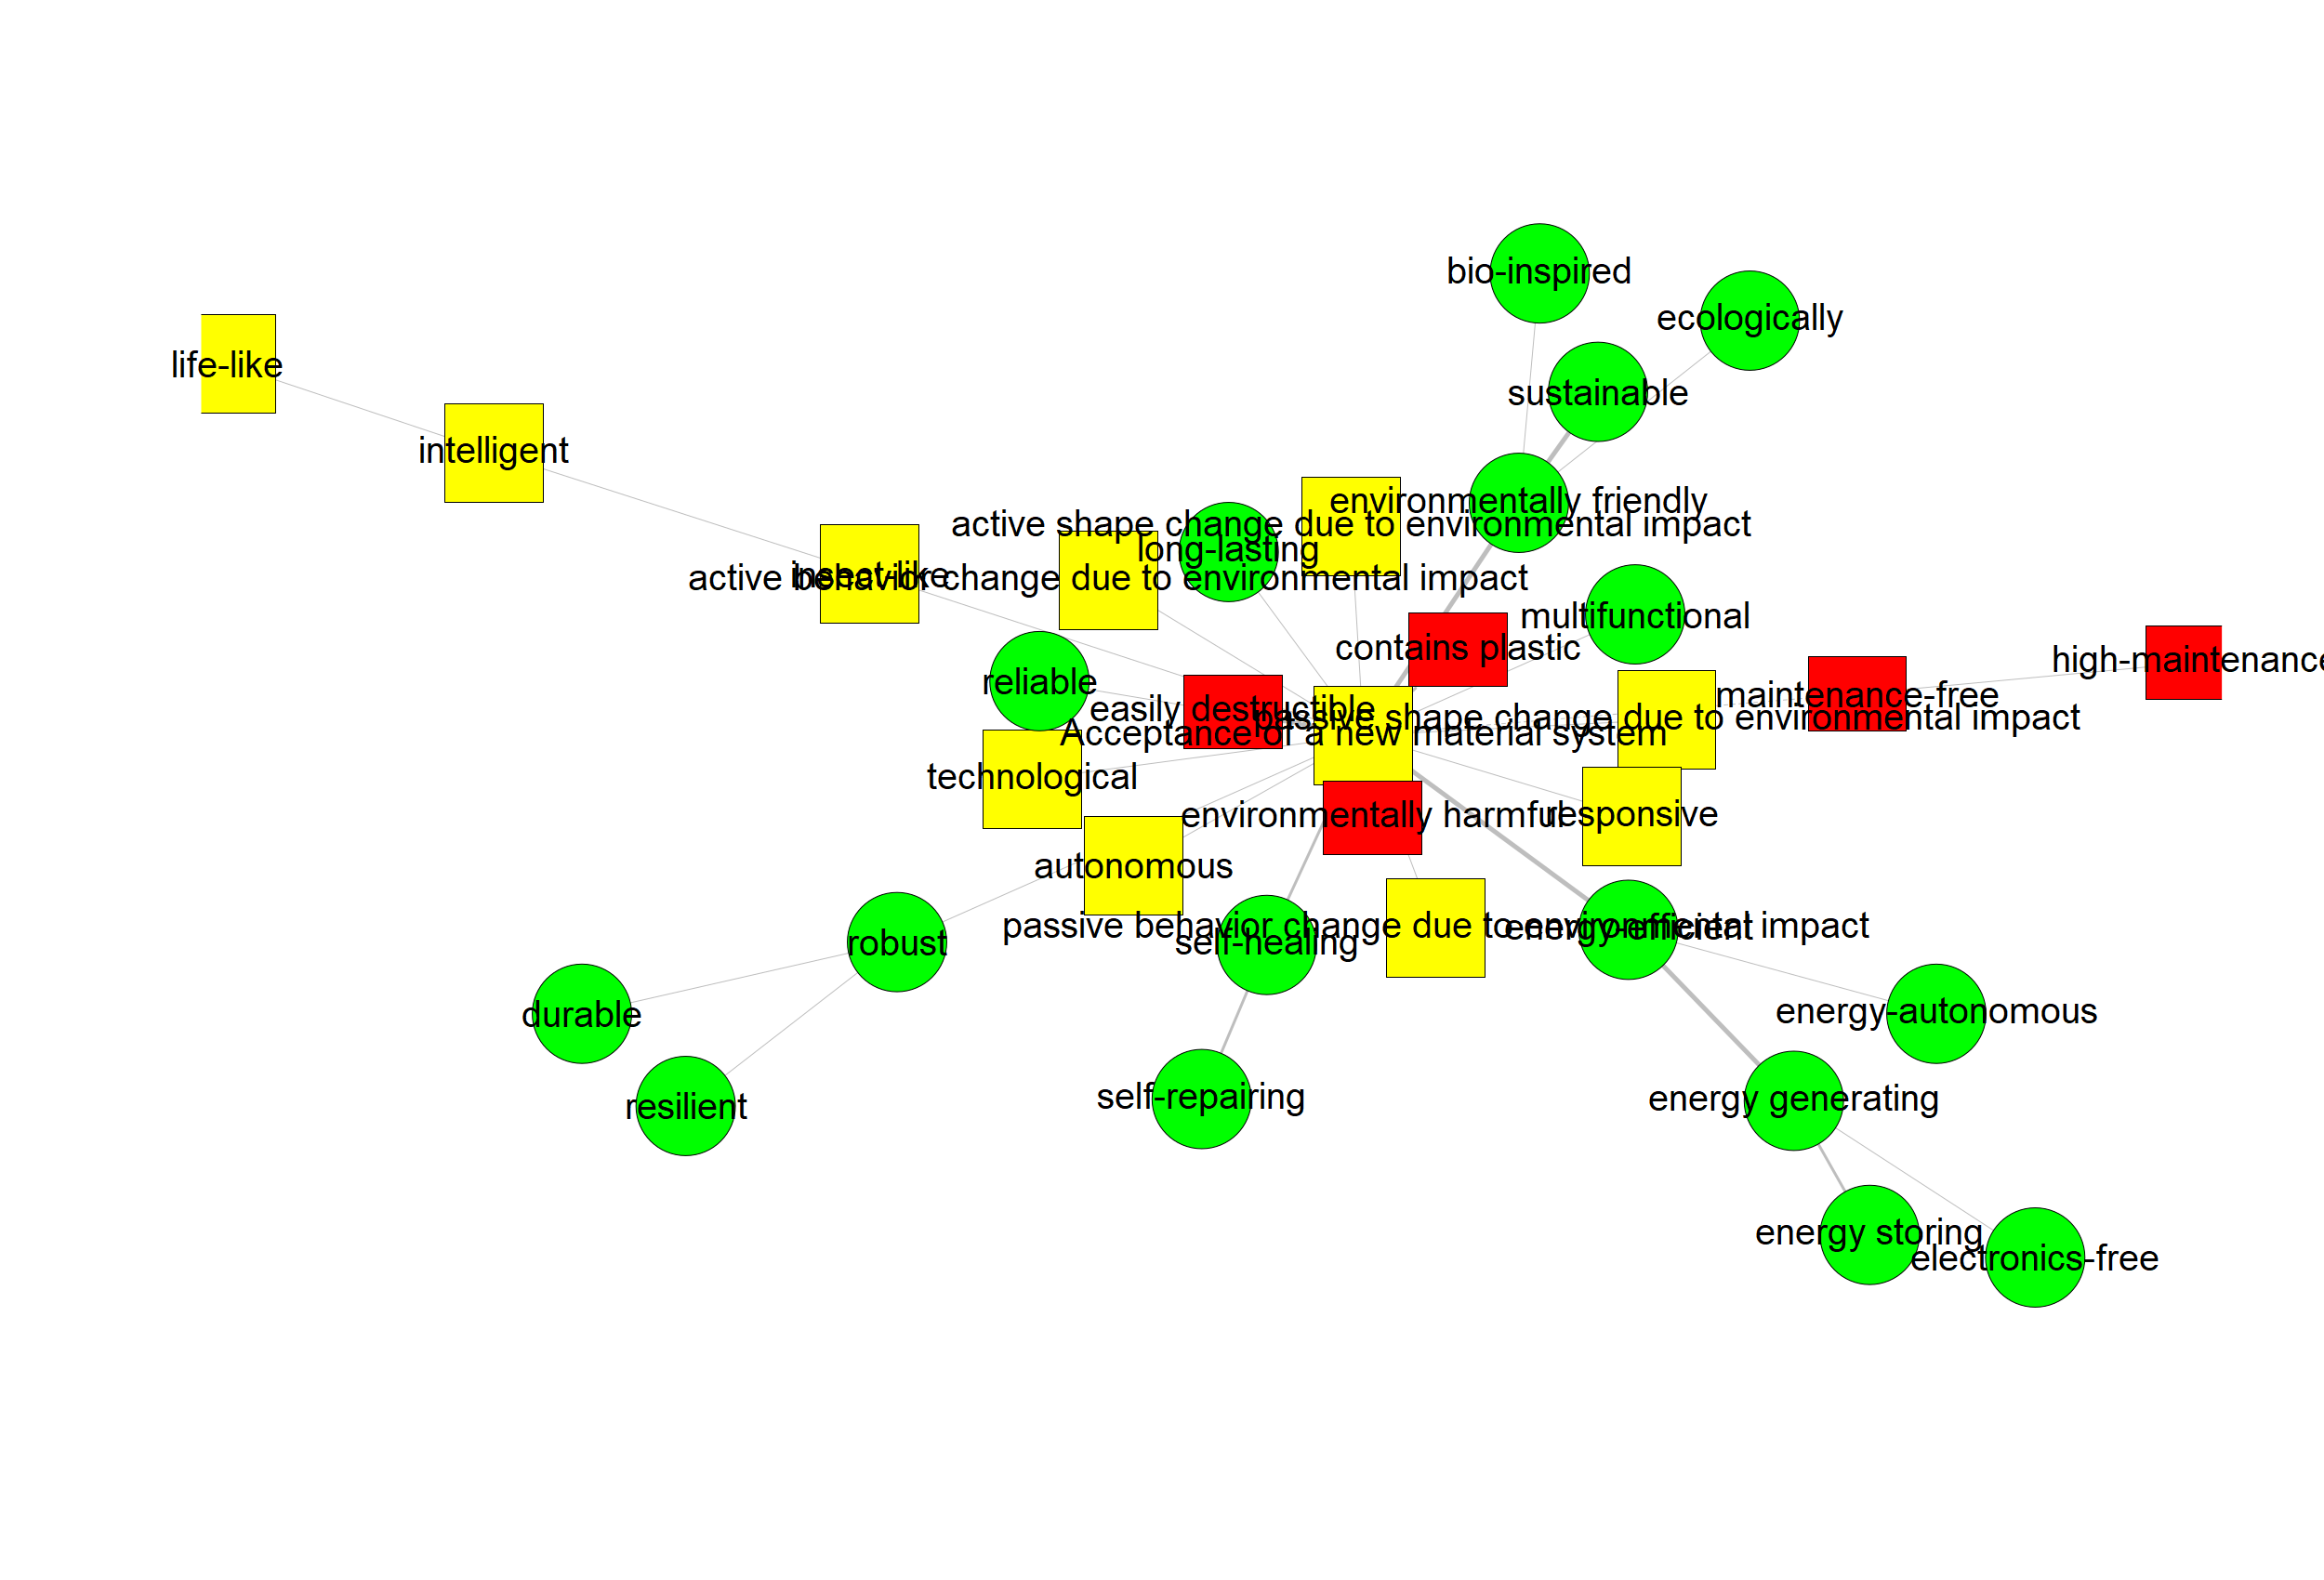 bio-inspired
ecologically
life-like
sustainable
intelligent
environmentally friendly
active shape change due to environmental impact
long-lasting
insect-like
active behavior change due to environmental impact
multifunctional
contains plastic
high-maintenance
reliable
maintenance-free
easily destructible
passive shape change due to environmental impact
Acceptance of a new material system
technological
environmentally harmful
responsive
autonomous
passive behavior change due to environmental impact
energy-efficient
self-healing
robust
energy-autonomous
durable
self-repairing
energy generating
resilient
energy storing
electronics-free